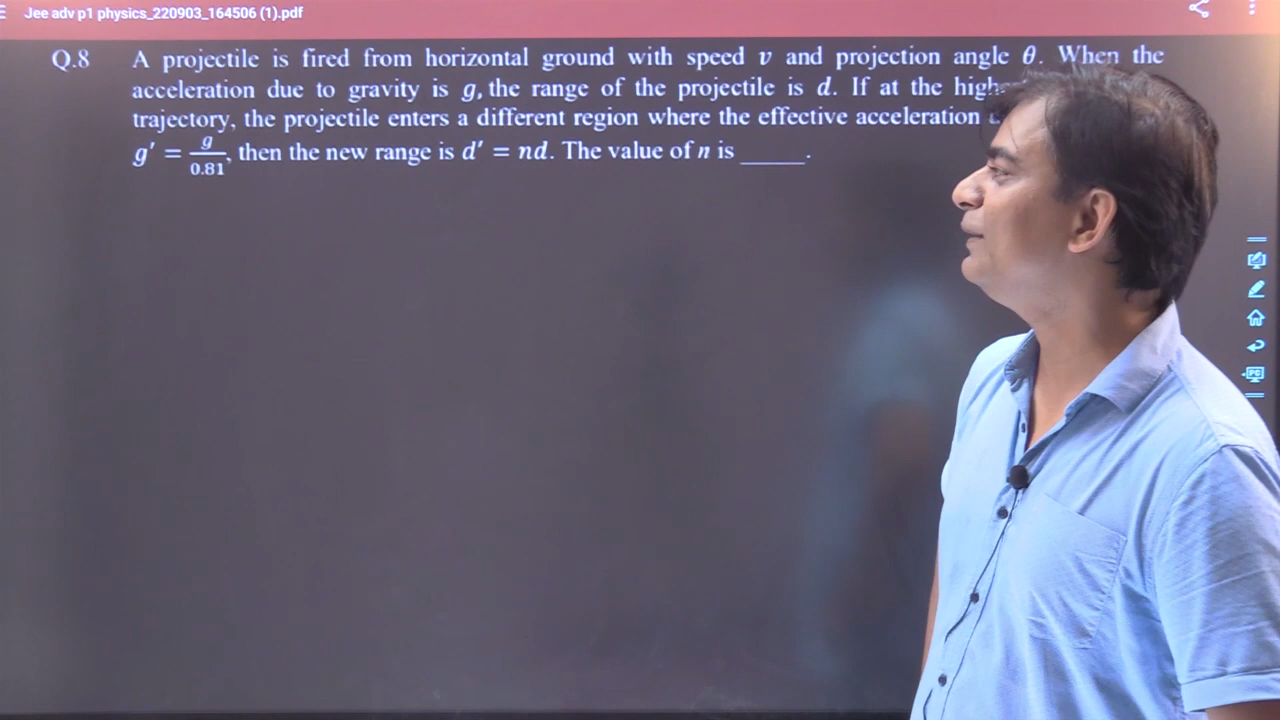 Jee adv p1 physics_220903_164506 (1).pdf
Q.8 A projectile is fired from horizontal ground with speed v and projection angle θ. When the
acceleration due to gravity is g, the range of the projectile is d. If at the
trajectory, the projectile enters a different region where the effective acceleration
g′ = g/0.81, then the new range is d′ = nd. The value of n is _____.
PC